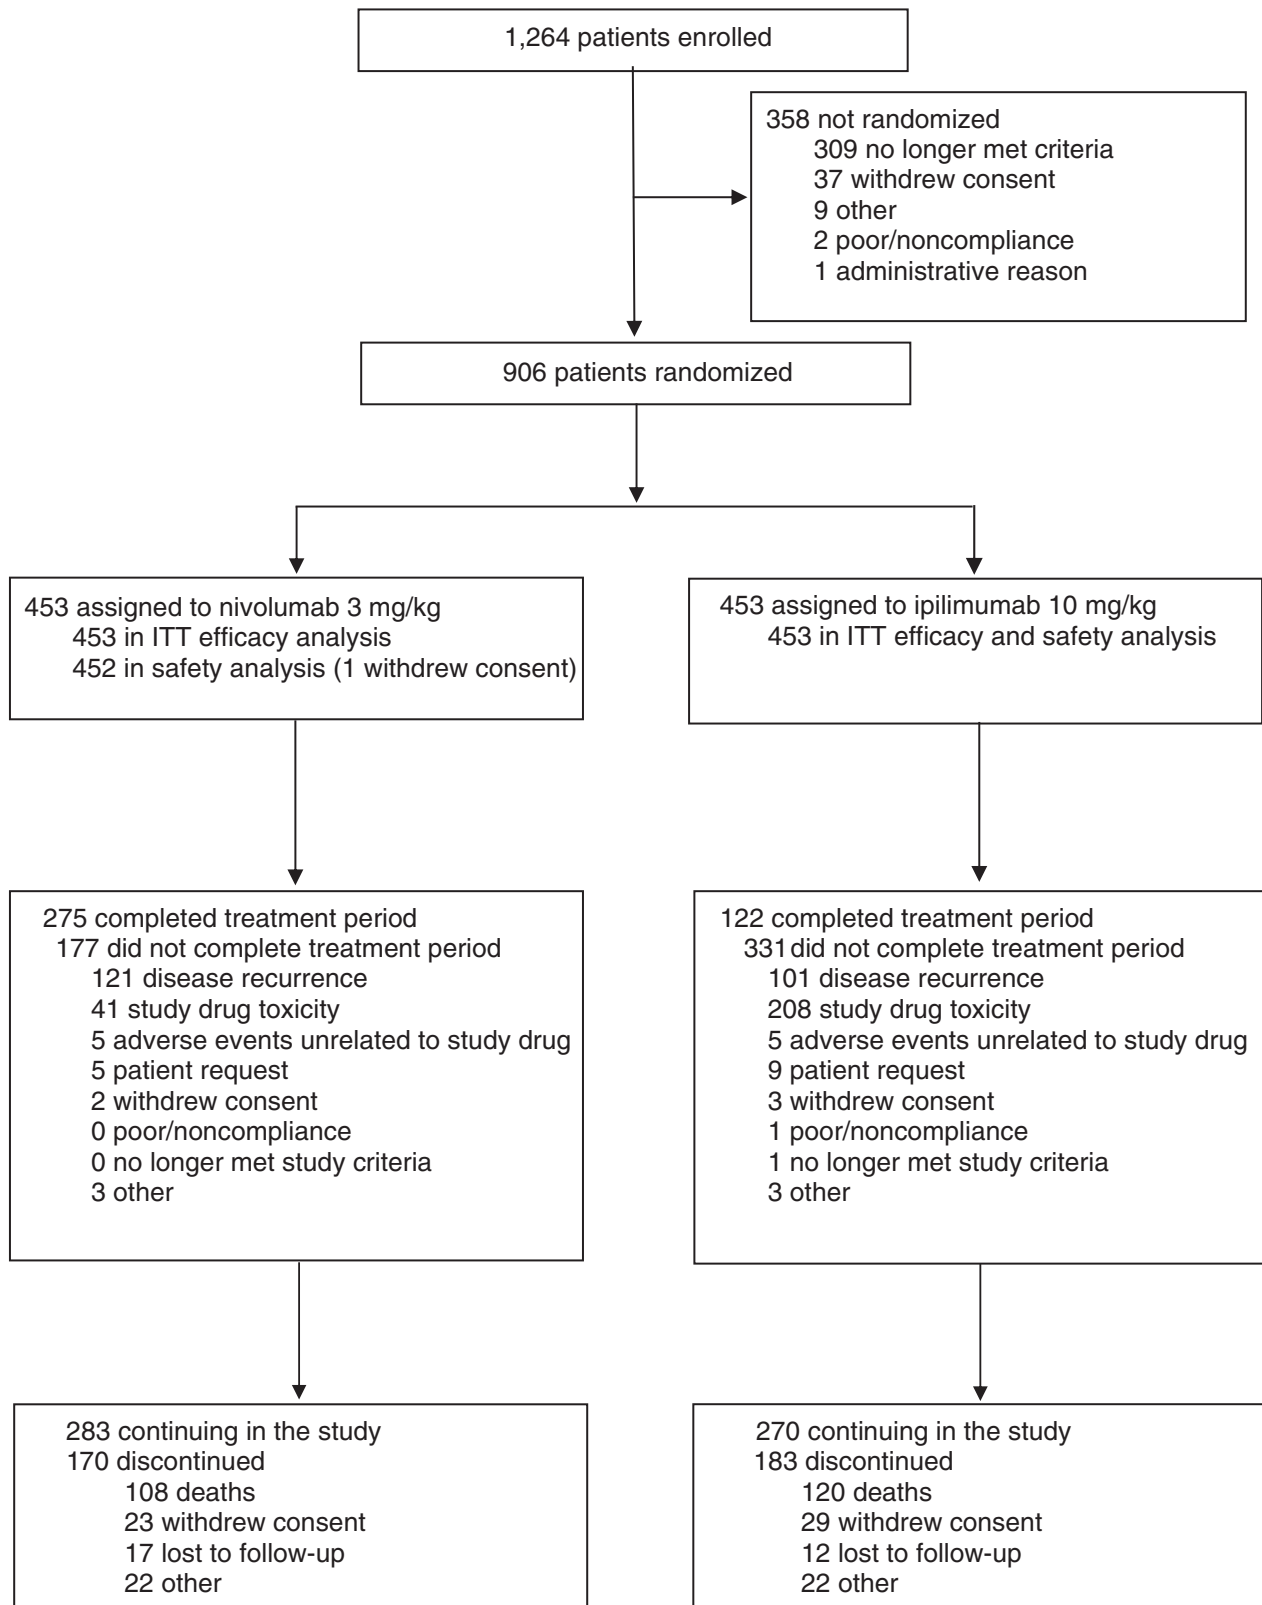 1,264 patients enrolled
358 not randomized
309 no longer met criteria
37 withdrew consent
9 other
2 poor/noncompliance
1 administrative reason
906 patients randomized
453 assigned to nivolumab 3 mg/kg
453 in ITT efficacy analysis
452 in safety analysis (1 withdrew consent)
453 assigned to ipilimumab 10 mg/kg
453 in ITT efficacy and safety analysis
275 completed treatment period
177 did not complete treatment period
121 disease recurrence
41 study drug toxicity
5 adverse events unrelated to study drug
5 patient request
2 withdrew consent
0 poor/noncompliance
0 no longer met study criteria
3 other
122 completed treatment period
331 did not complete treatment period
101 disease recurrence
208 study drug toxicity
5 adverse events unrelated to study drug
9 patient request
3 withdrew consent
1 poor/noncompliance
1 no longer met study criteria
3 other
283 continuing in the study
170 discontinued
108 deaths
23 withdrew consent
17 lost to follow-up
22 other
270 continuing in the study
183 discontinued
120 deaths
29 withdrew consent
12 lost to follow-up
22 other